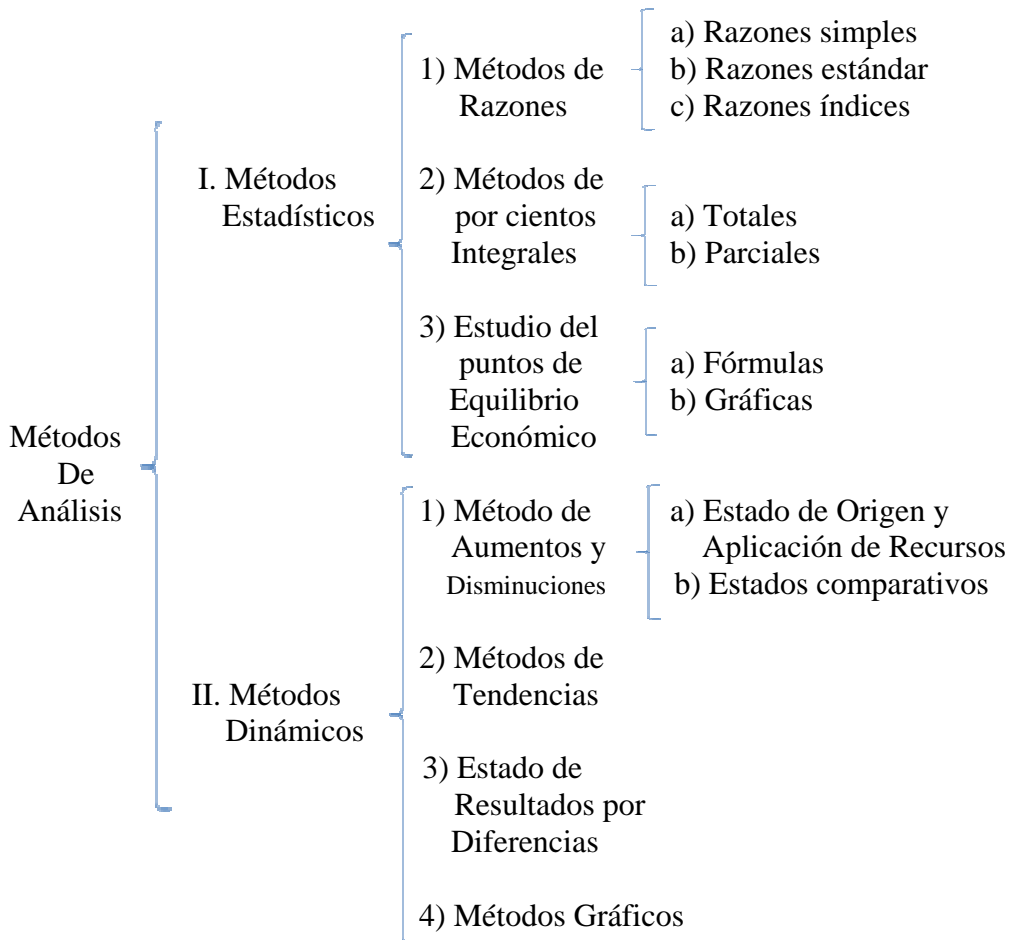 Métodos
De
Análisis
I. Métodos
Estadísticos
1) Métodos de
Razones
a) Razones simples
b) Razones estándar
c) Razones índices
2) Métodos de
por cientos
Integrales
a) Totales
b) Parciales
3) Estudio del
puntos de
Equilibrio
Económico
a) Fórmulas
b) Gráficas
II. Métodos
Dinámicos
1) Método de
Aumentos y
Disminuciones
a) Estado de Origen y
Aplicación de Recursos
b) Estados comparativos
2) Métodos de
Tendencias
3) Estado de
Resultados por
Diferencias
4) Métodos Gráficos